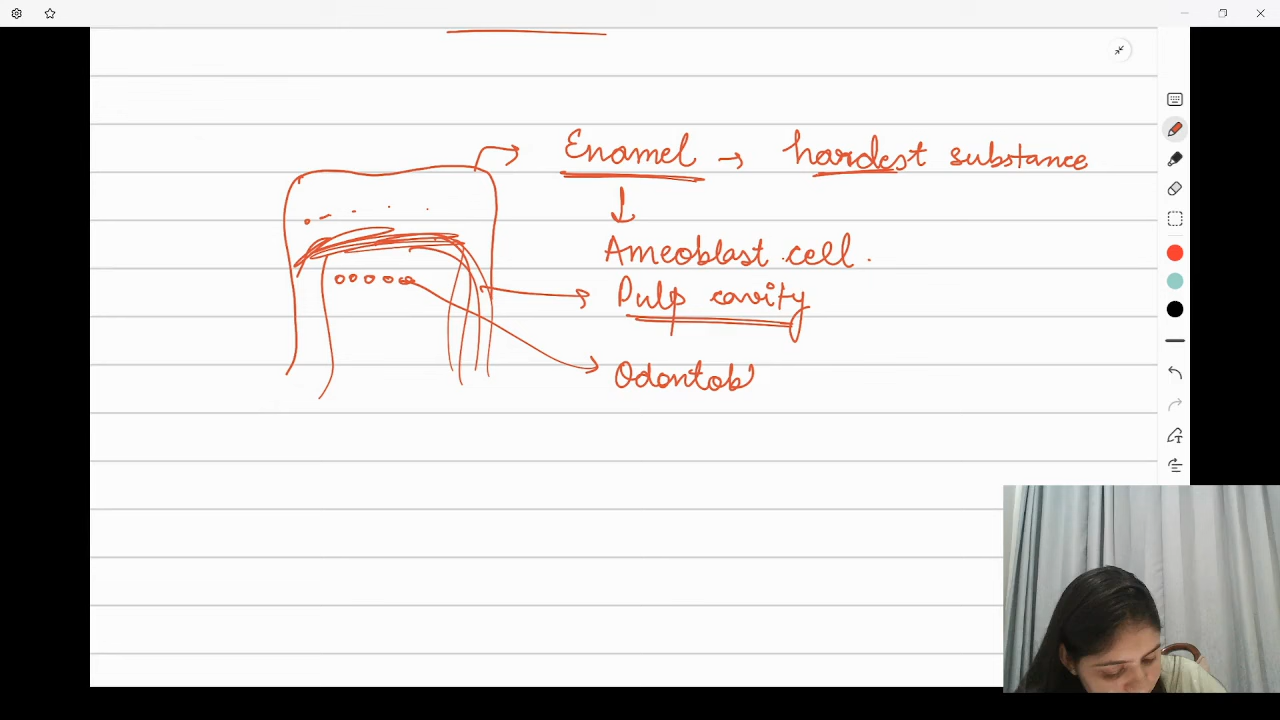 Enamel → hardest substance
↓
Ameoblast cell.
Pulp cavity
Odontob